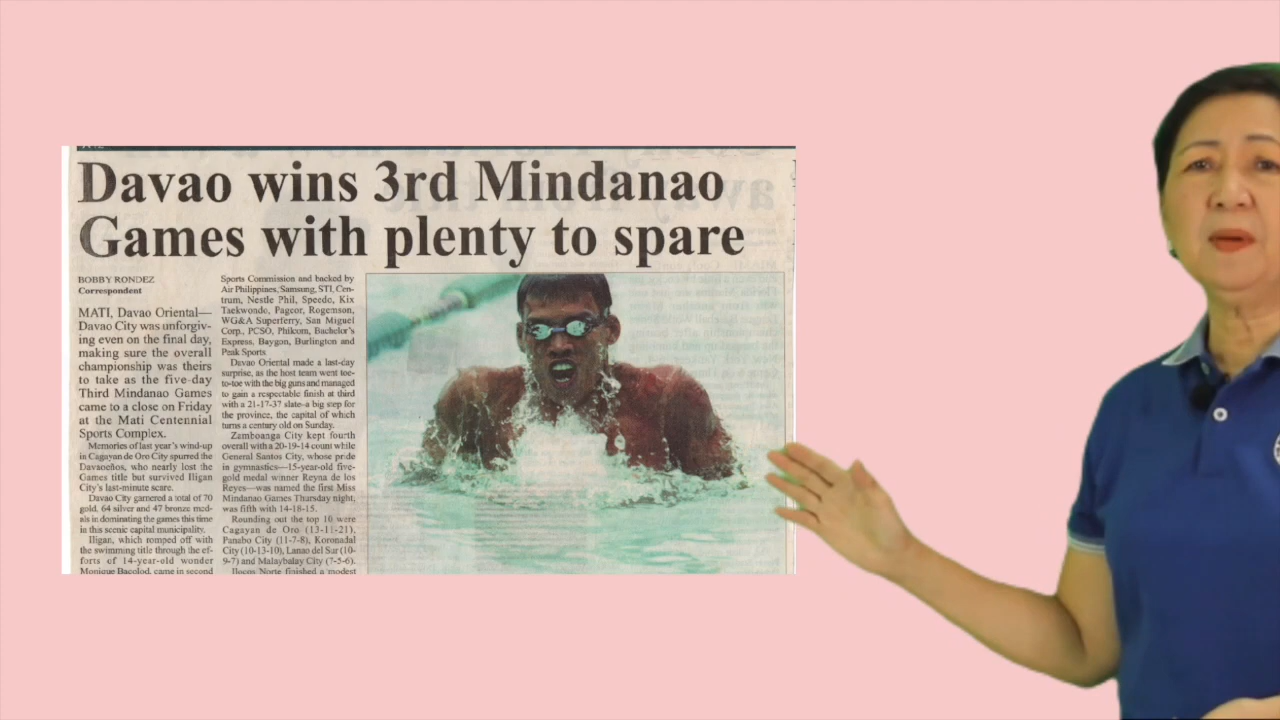 Davao wins 3rd Mindanao
Games with plenty to spare
BOBBY RONDEZ
Correspondent
MATI, Davao Oriental—
Davao City was unforgiv-
ing even on the final day,
making sure the overall
championship was theirs
to take as the five-day
Third Mindanao Games
came to a close on Friday
at the Mati Centennial
Sports Complex.
Memories of last year's wind-up
in Cagayan de Oro City spurred the
Davaoeños, who nearly lost the
Games title but survived Iligan
City's last-minute scare.
Davao City garnered a total of 70
gold, 64 silver and 47 bronze med-
als in dominating the games this time
in this scenic capital municipality.
Iligan, which romped off with
the swimming title through the ef-
forts of 14-year-old wonder
Monique Bacolod, came in second
Sports Commission and backed by
Air Philippines, Samsung, STI, Cen-
trum, Nestle Phil, Speedo, Kix
Taekwondo, Pagcor, Rogemson,
WG&A Superferry, San Miguel
Corp., PCSO, Philcom, Bachelor's
Express, Baygon, Burlington and
Peak Sports
Davao Oriental made a last-day
surprise, as the host team went toe-
to-toe with the big guns and managed
to gain a respectable finish at third
with a 21-17-37 slate-a big step for
the province, the capital of which
turns a century old on Sunday.
Zamboanga City kept fourth
overall with a 20-19-14 count while
General Santos City, whose pride
in gymnastics—15-year-old five-
gold medal winner Reyna de los
Reyes—was named the first Miss
Mindanao Games Thursday night,
was fifth with 14-18-15.
Rounding out the top 10 were
Cagayan de Oro (13-11-21),
Panabo City (11-7-8), Koronadal
City (10-13-10), Lanao del Sur (10-
9-7) and Malaybalay City (7-5-6).
Ilocos Norte finished a modest